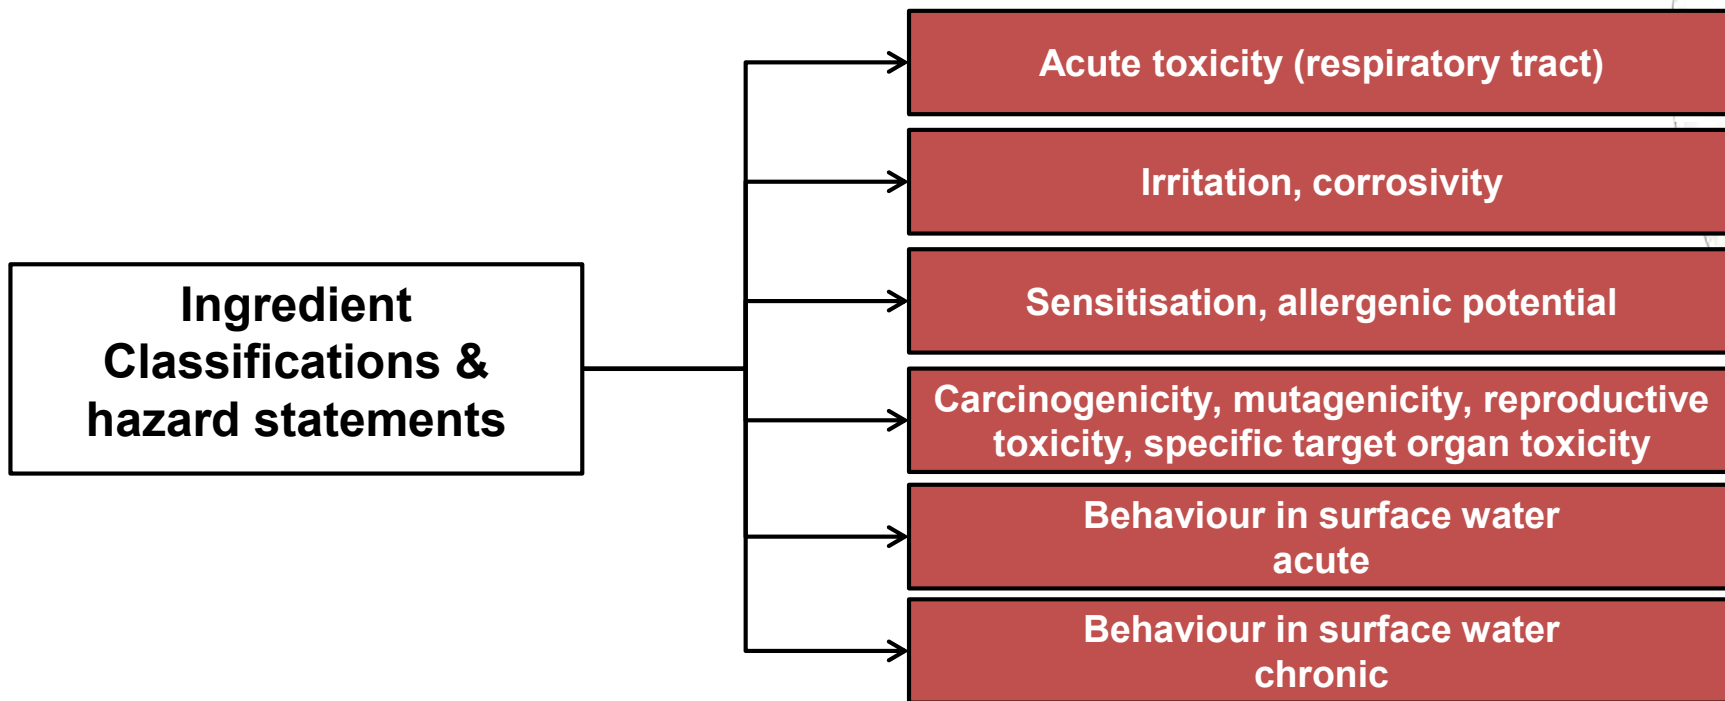 Acute toxicity (respiratory tract)
Irritation, corrosivity
Ingredient
Classifications &
hazard statements
Sensitisation, allergenic potential
Carcinogenicity, mutagenicity, reproductive
toxicity, specific target organ toxicity
Behaviour in surface water
acute
Behaviour in surface water
chronic